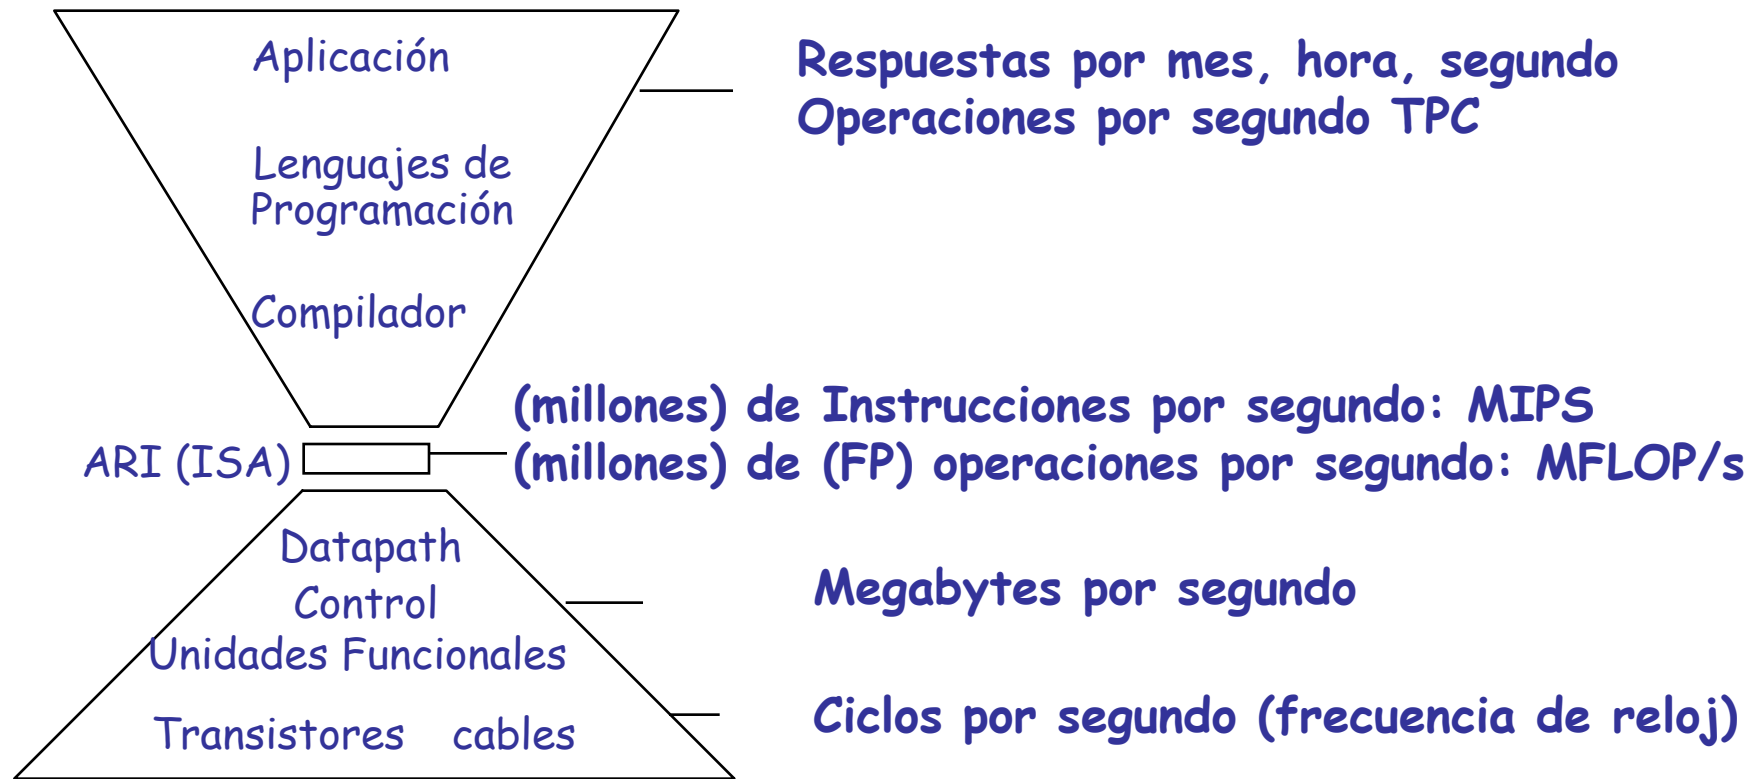 Aplicación
Respuestas por mes, hora, segundo
Operaciones por segundo TPC
Lenguajes de
Programación
Compilador
(millones) de Instrucciones por segundo: MIPS
ARI (ISA)
(millones) de (FP) operaciones por segundo: MFLOP/s
Datapath
Control
Megabytes por segundo
Unidades Funcionales
Transistores cables
Ciclos por segundo (frecuencia de reloj)